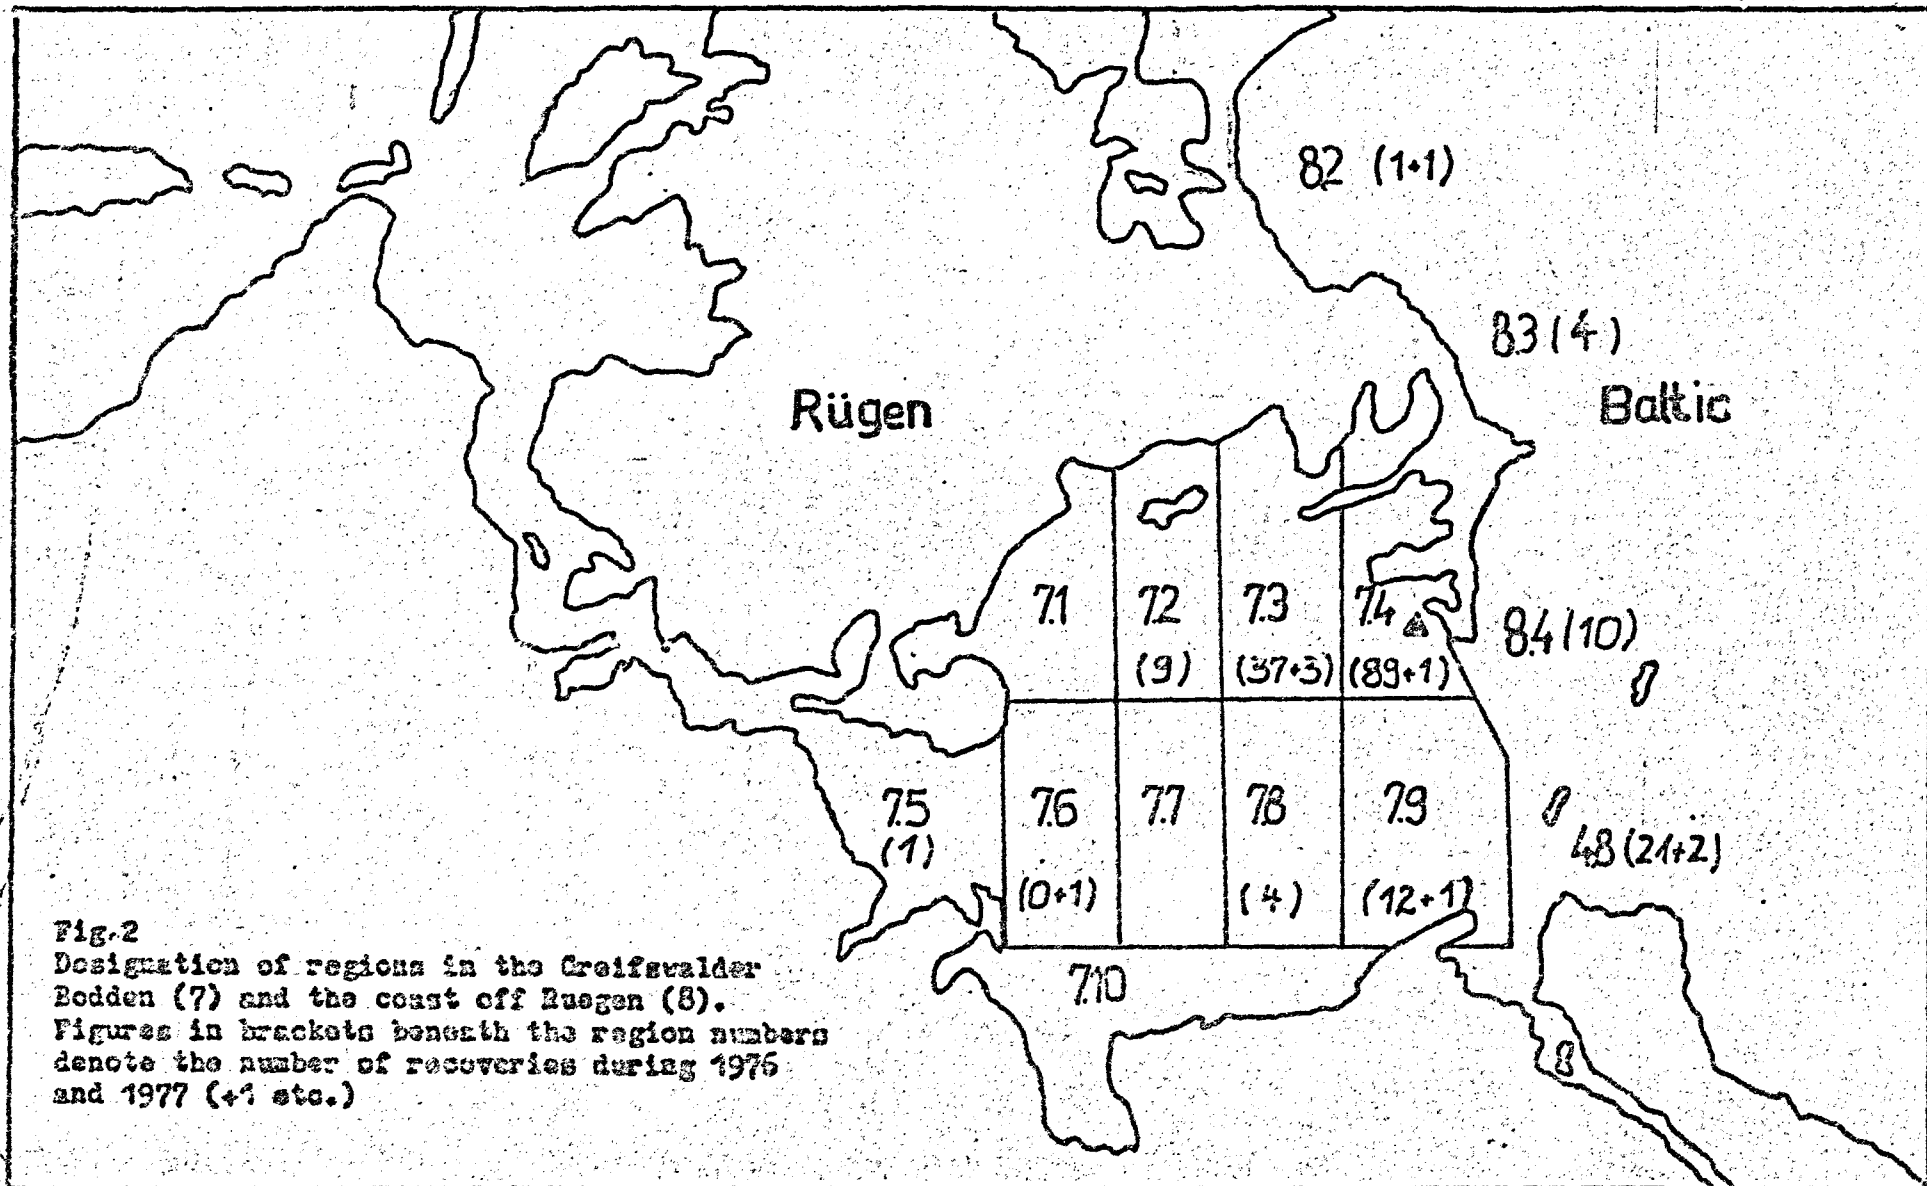 8.2 (1+1)
8.3 (4)
Rügen
Baltic
7.1
7.2
7.3
7.4
8.4 (10)
(9)
(37+3)
(89+1)
7.5
7.6
7.7
7.8
7.9
(1)
4.8 (21+2)
(0+1)
(4)
(12+1)
7.10
8
Fig.2
Designation of regions in the Greifswalder
Bodden (7) and the coast off Ruegen (8).
Figures in brackets beneath the region numbers
denote the number of recoveries during 1976
and 1977 (+1 etc.)